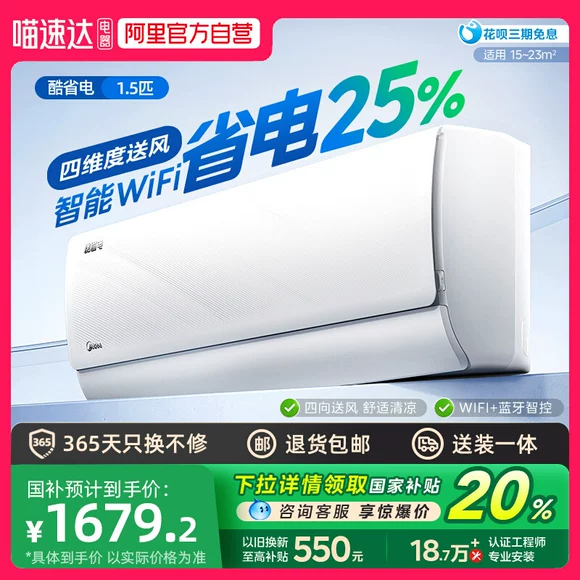 喵速达电器 阿里官方自营
花呗三期免息
适用 15~23m²
酷省电 1.5匹
四维度送风
智能WiFi 省电25%
酷省电
Midea
四向送风 舒适清凉 WIFI+蓝牙智控
365 365天只换不修 邮 退货包邮 送装一体
国补预计到手价:
¥1679.2
*具体到手价 以实际价格为准
下拉详情领取国家补贴
咨询客服 享惊爆价
20%
以旧换新
至高补贴 550元
18.7万+ 认证工程师
专业安装